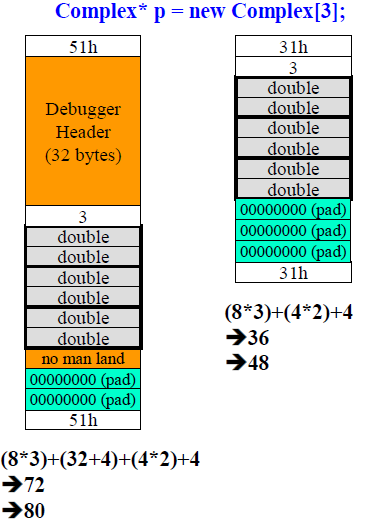 Complex* p = new Complex[3];
51h
Debugger
Header
(32 bytes)
3
double
double
double
double
double
double
no man land
00000000 (pad)
00000000 (pad)
51h
(8*3)+(32+4)+(4*2)+4
➔72
➔80
31h
3
double
double
double
double
double
double
00000000 (pad)
00000000 (pad)
00000000 (pad)
31h
(8*3)+(4*2)+4
➔36
➔48